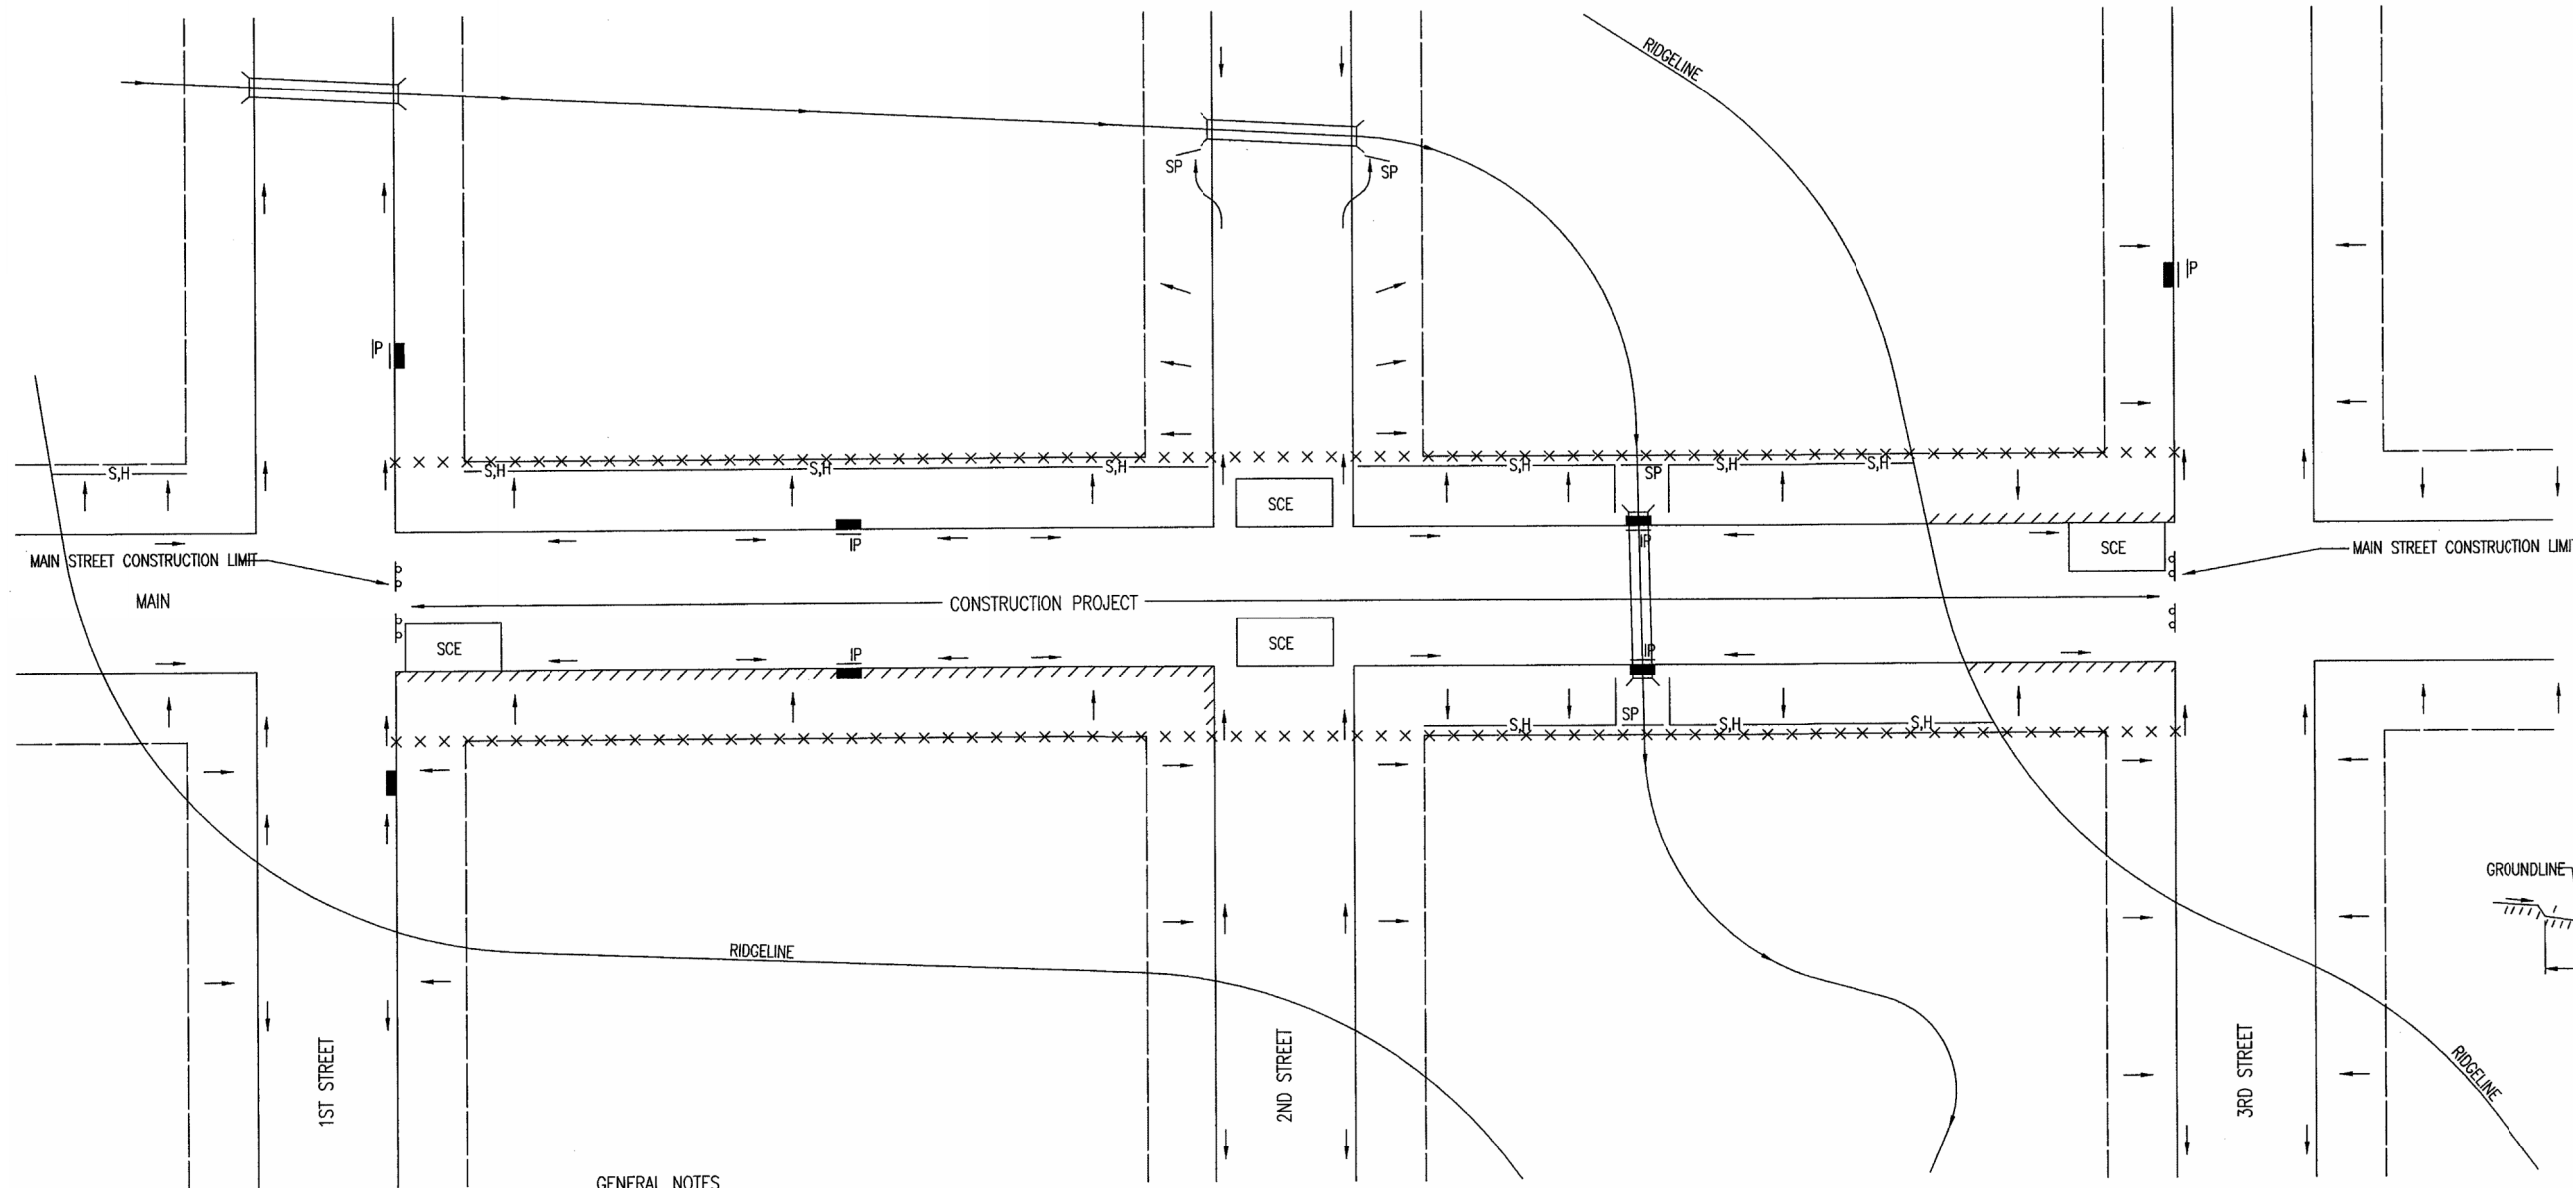 RIDGELINE
SP
SP
IP
IP
S,H
S,H
S,H
S,H
S,H
SP
S,H
S,H
SCE
IP
IP
SCE
MAIN STREET CONSTRUCTION LIMIT
MAIN STREET CONSTRUCTION LIMI
MAIN
CONSTRUCTION PROJECT
SCE
SCE
IP
IP
SP
S,H
S,H
S,H
GROUNDLINE
RIDGELINE
1ST STREET
2ND STREET
3RD STREET
RIDGELINE
GENERAL NOTES